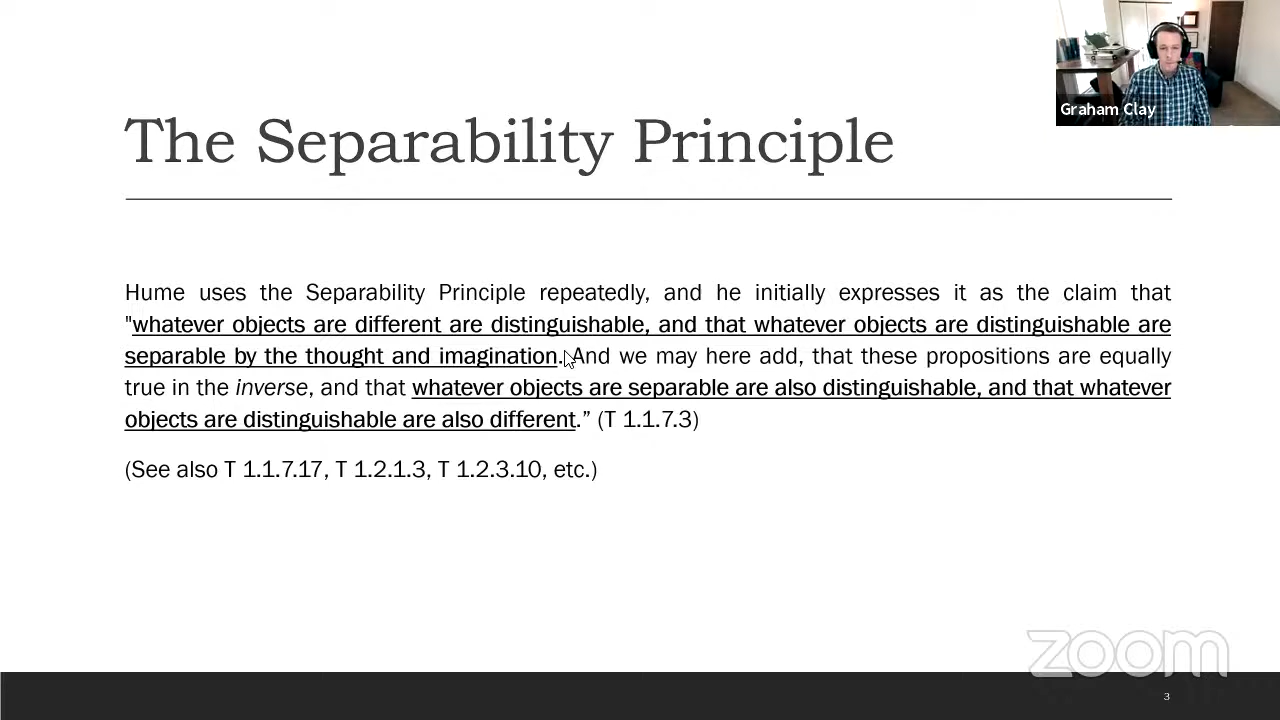 Graham Clay
The Separability Principle
Hume uses the Separability Principle repeatedly, and he initially expresses it as the claim that
"whatever objects are different are distinguishable, and that whatever objects are distinguishable are
separable by the thought and imagination. And we may here add, that these propositions are equally
true in the inverse, and that whatever objects are separable are also distinguishable, and that whatever
objects are distinguishable are also different.” (T 1.1.7.3)
(See also T 1.1.7.17, T 1.2.1.3, T 1.2.3.10, etc.)
zoom
3